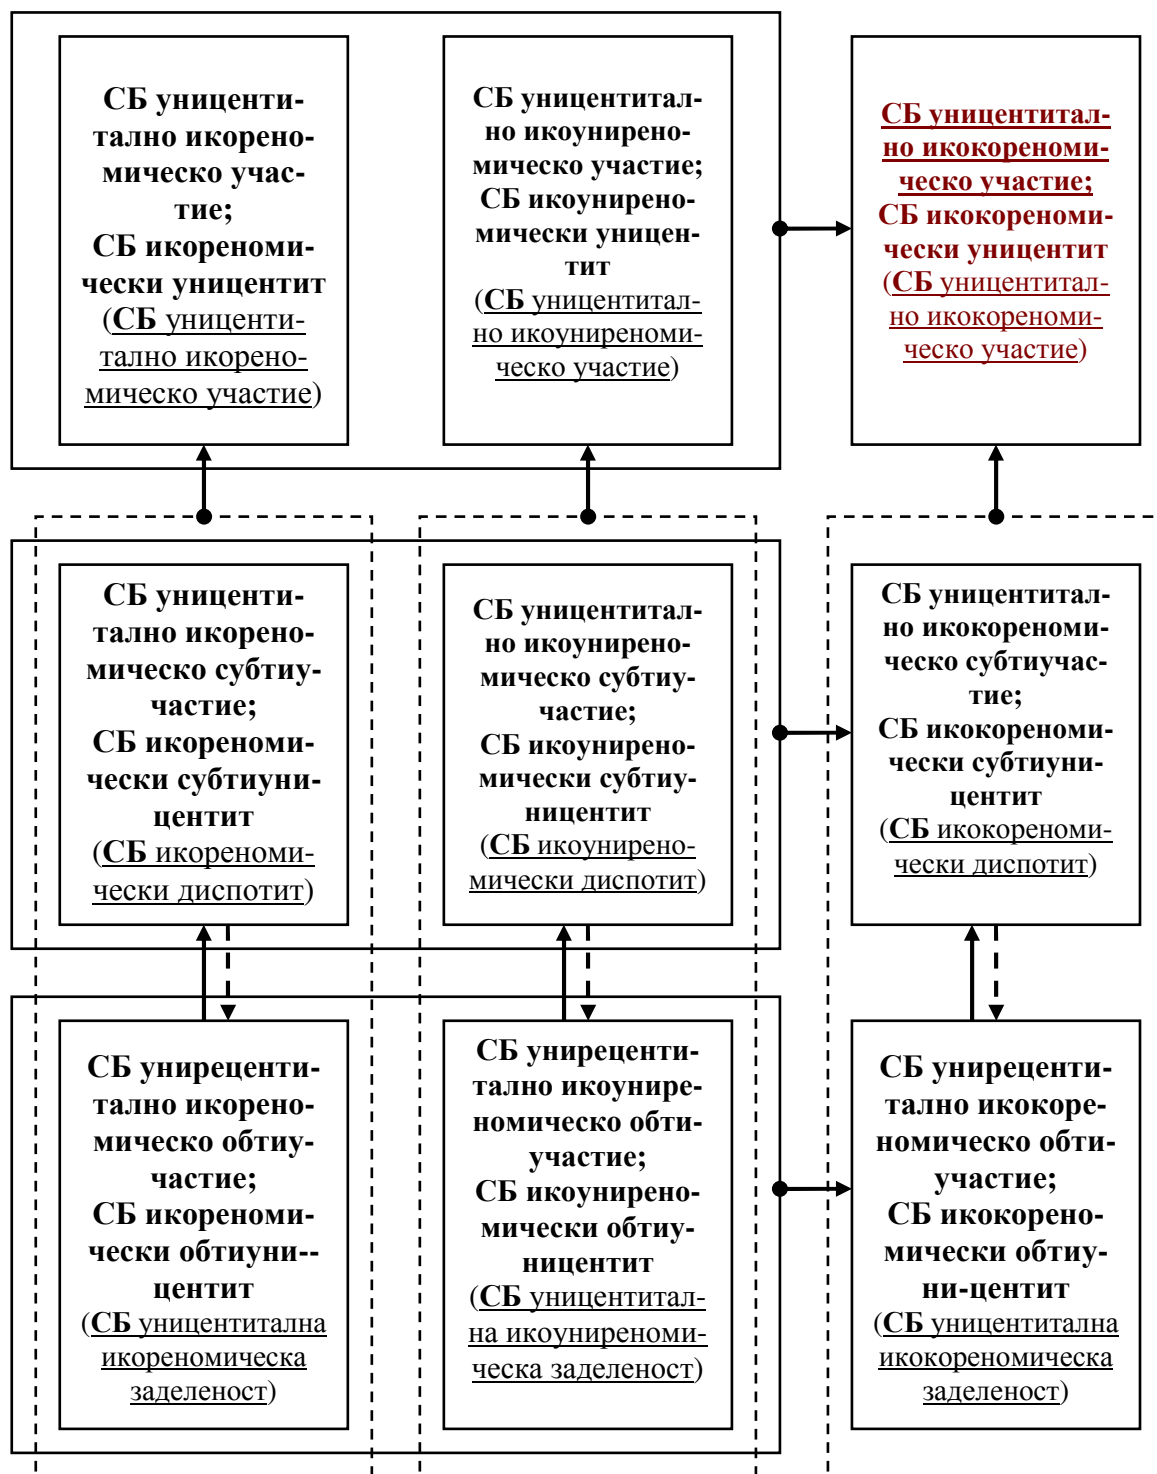 СБ униценти-
тално икорено-
мическо учас-
тие;
СБ икореноми-
чески уницентит
(СБ униценти-
тално икорено-
мическо участие)
СБ уницентитал-
но икоунирено-
мическо участие;
СБ икоунирено-
мически уницен-
тит
(СБ уницентитал-
но икоуниреноми-
ческо участие)
СБ уницентитал-
но икокореноми-
ческо участие;
СБ икокореноми-
чески уницентит
(СБ уницентитал-
но икокореноми-
ческо участие)
СБ униценти-
тално икорено-
мическо субтиу-
частие;
СБ икореноми-
чески субтиуни-
центит
(СБ икореноми-
чески диспотит)
СБ уницентитал-
но икоунирено-
мическо субтиу-
частие;
СБ икоунирено-
мически субтиу-
ницентит
(СБ икоунирено-
мически диспотит)
СБ уницентитал-
но икокореноми-
ческо субтиучас-
тие;
СБ икокореноми-
чески субтиуни-
центит
(СБ икокореноми-
чески диспотит)
СБ униреценти-
тално икорено-
мическо обтиу-
частие;
СБ икореноми-
чески обтиуни--
центит
(СБ уницентитална
икореномическа
заделеност)
СБ униреценти-
тално икоунире-
номическо обти-
участие;
СБ икоунирено-
мически обтиу-
ницентит
(СБ уницентитал-
на икоуниреноми-
ческа заделеност)
СБ униреценти-
тално икокоре-
номическо обти-
участие;
СБ икокорено-
мически обтиу-
ни-центит
(СБ уницентитална
икокореномическа
заделеност)